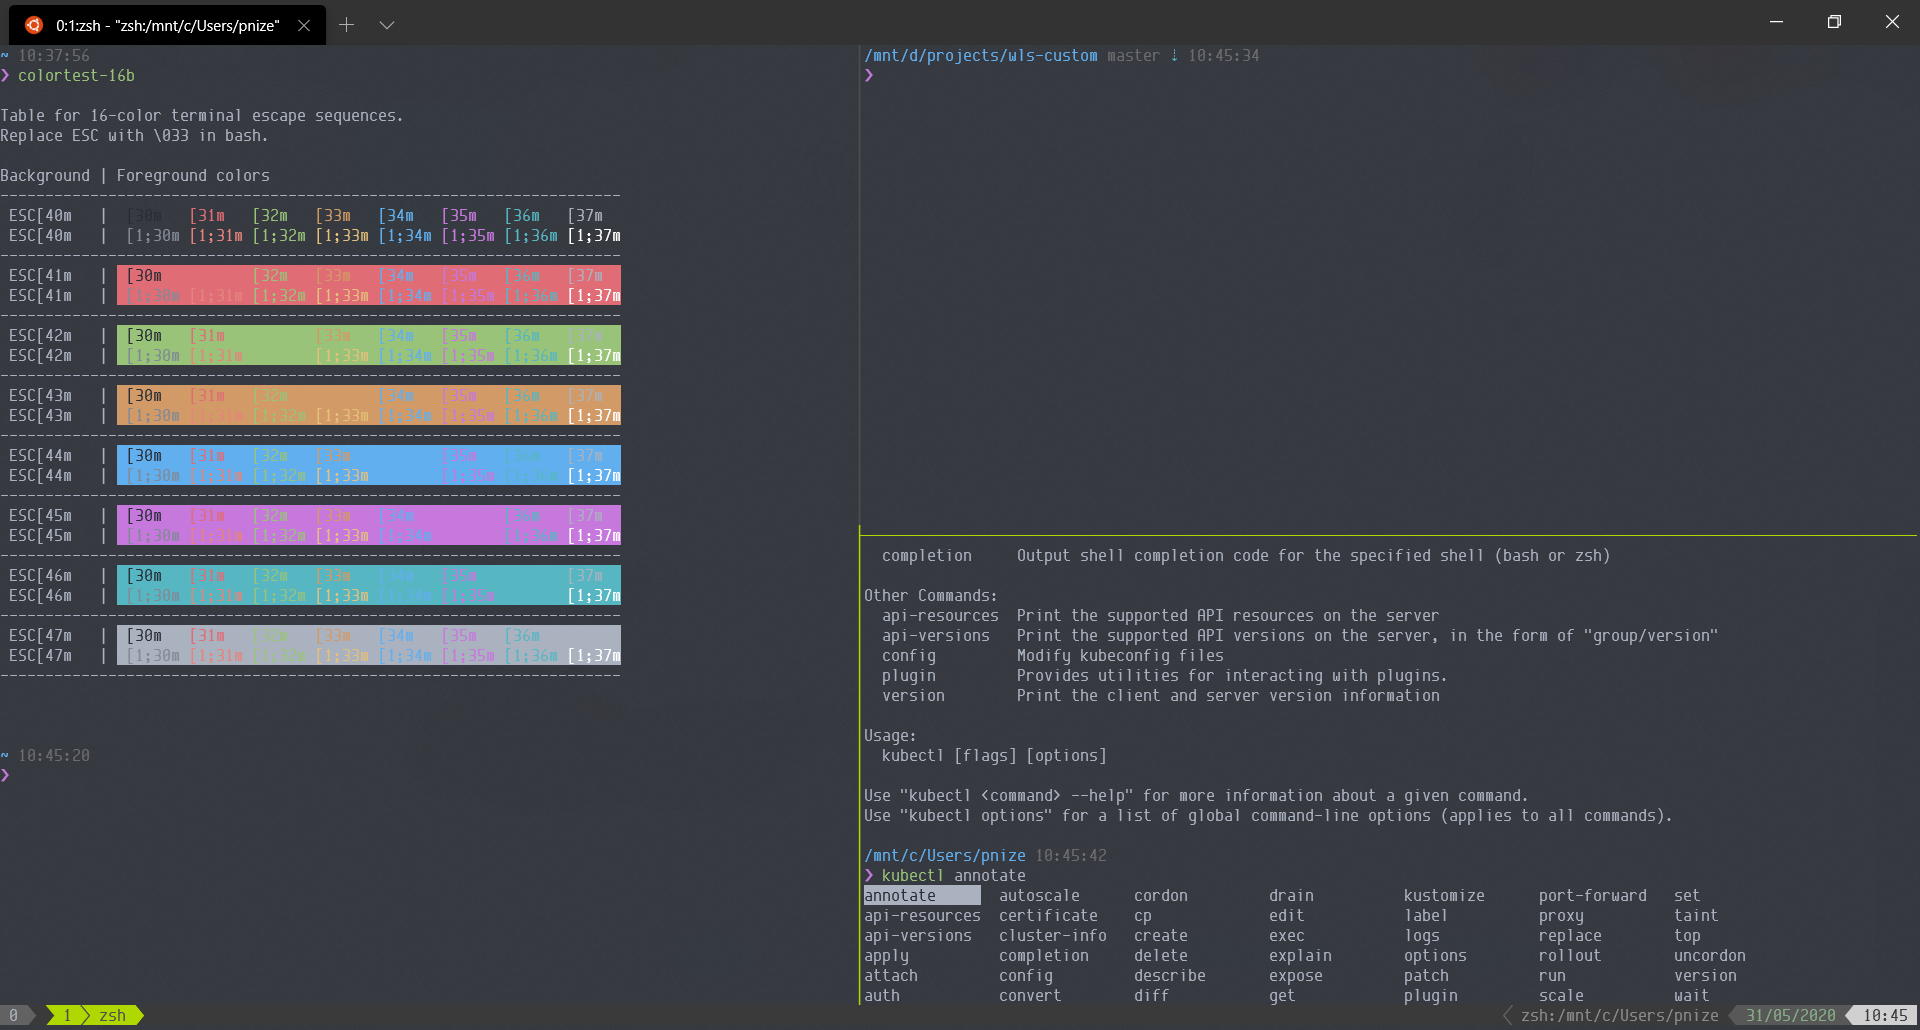 0:1:zsh - "zsh:/mnt/c/Users/pnize"
~ 10:37:56
❯ colortest-16b
Table for 16-color terminal escape sequences.
Replace ESC with \033 in bash.
Background | Foreground colors
---------------------------------------------------------------------
ESC[40m   |  [30m   [31m   [32m   [33m   [34m   [35m   [36m   [37m
ESC[40m   |  [1;30m [1;31m [1;32m [1;33m [1;34m [1;35m [1;36m [1;37m
---------------------------------------------------------------------
ESC[41m   |  [30m          [32m   [33m   [34m   [35m   [36m   [37m
ESC[41m   |  [1;30m [1;31m [1;32m [1;33m [1;34m [1;35m [1;36m [1;37m
---------------------------------------------------------------------
ESC[42m   |  [30m   [31m          [33m   [34m   [35m   [36m
ESC[42m   |  [1;30m [1;31m        [1;33m [1;34m [1;35m [1;36m [1;37m
---------------------------------------------------------------------
ESC[43m   |  [30m   [31m   [32m          [34m   [35m   [36m   [37m
ESC[43m   |  [1;30m [1;31m [1;32m [1;33m [1;34m [1;35m [1;36m [1;37m
---------------------------------------------------------------------
ESC[44m   |  [30m   [31m   [32m   [33m          [35m   [36m   [37m
ESC[44m   |  [1;30m [1;31m [1;32m [1;33m        [1;35m [1;36m [1;37m
---------------------------------------------------------------------
ESC[45m   |  [30m   [31m   [32m   [33m   [34m          [36m   [37m
ESC[45m   |  [1;30m [1;31m [1;32m [1;33m [1;34m        [1;36m [1;37m
---------------------------------------------------------------------
ESC[46m   |  [30m   [31m   [32m   [33m   [34m   [35m          [37m
ESC[46m   |  [1;30m [1;31m [1;32m [1;33m [1;34m [1;35m        [1;37m
---------------------------------------------------------------------
ESC[47m   |  [30m   [31m   [32m   [33m   [34m   [35m   [36m
ESC[47m   |  [1;30m [1;31m [1;32m [1;33m [1;34m [1;35m [1;36m [1;37m
---------------------------------------------------------------------
~ 10:45:20
❯
/mnt/d/projects/wls-custom master ⇣ 10:45:34
❯
completion     Output shell completion code for the specified shell (bash or zsh)
Other Commands:
api-resources  Print the supported API resources on the server
api-versions   Print the supported API versions on the server, in the form of "group/version"
config         Modify kubeconfig files
plugin         Provides utilities for interacting with plugins.
version        Print the client and server version information
Usage:
kubectl [flags] [options]
Use "kubectl <command> --help" for more information about a given command.
Use "kubectl options" for a list of global command-line options (applies to all commands).
/mnt/c/Users/pnize 10:45:42
❯ kubectl annotate
annotate       autoscale      cordon         drain          kustomize      port-forward   set
api-resources  certificate    cp             edit           label          proxy          taint
api-versions   cluster-info   create         exec           logs           replace        top
apply          completion     delete         explain        options        rollout        uncordon
attach         config         describe       expose         patch          run            version
auth           convert        diff           get            plugin         scale          wait
0 1 zsh zsh:/mnt/c/Users/pnize 31/05/2020 10:45